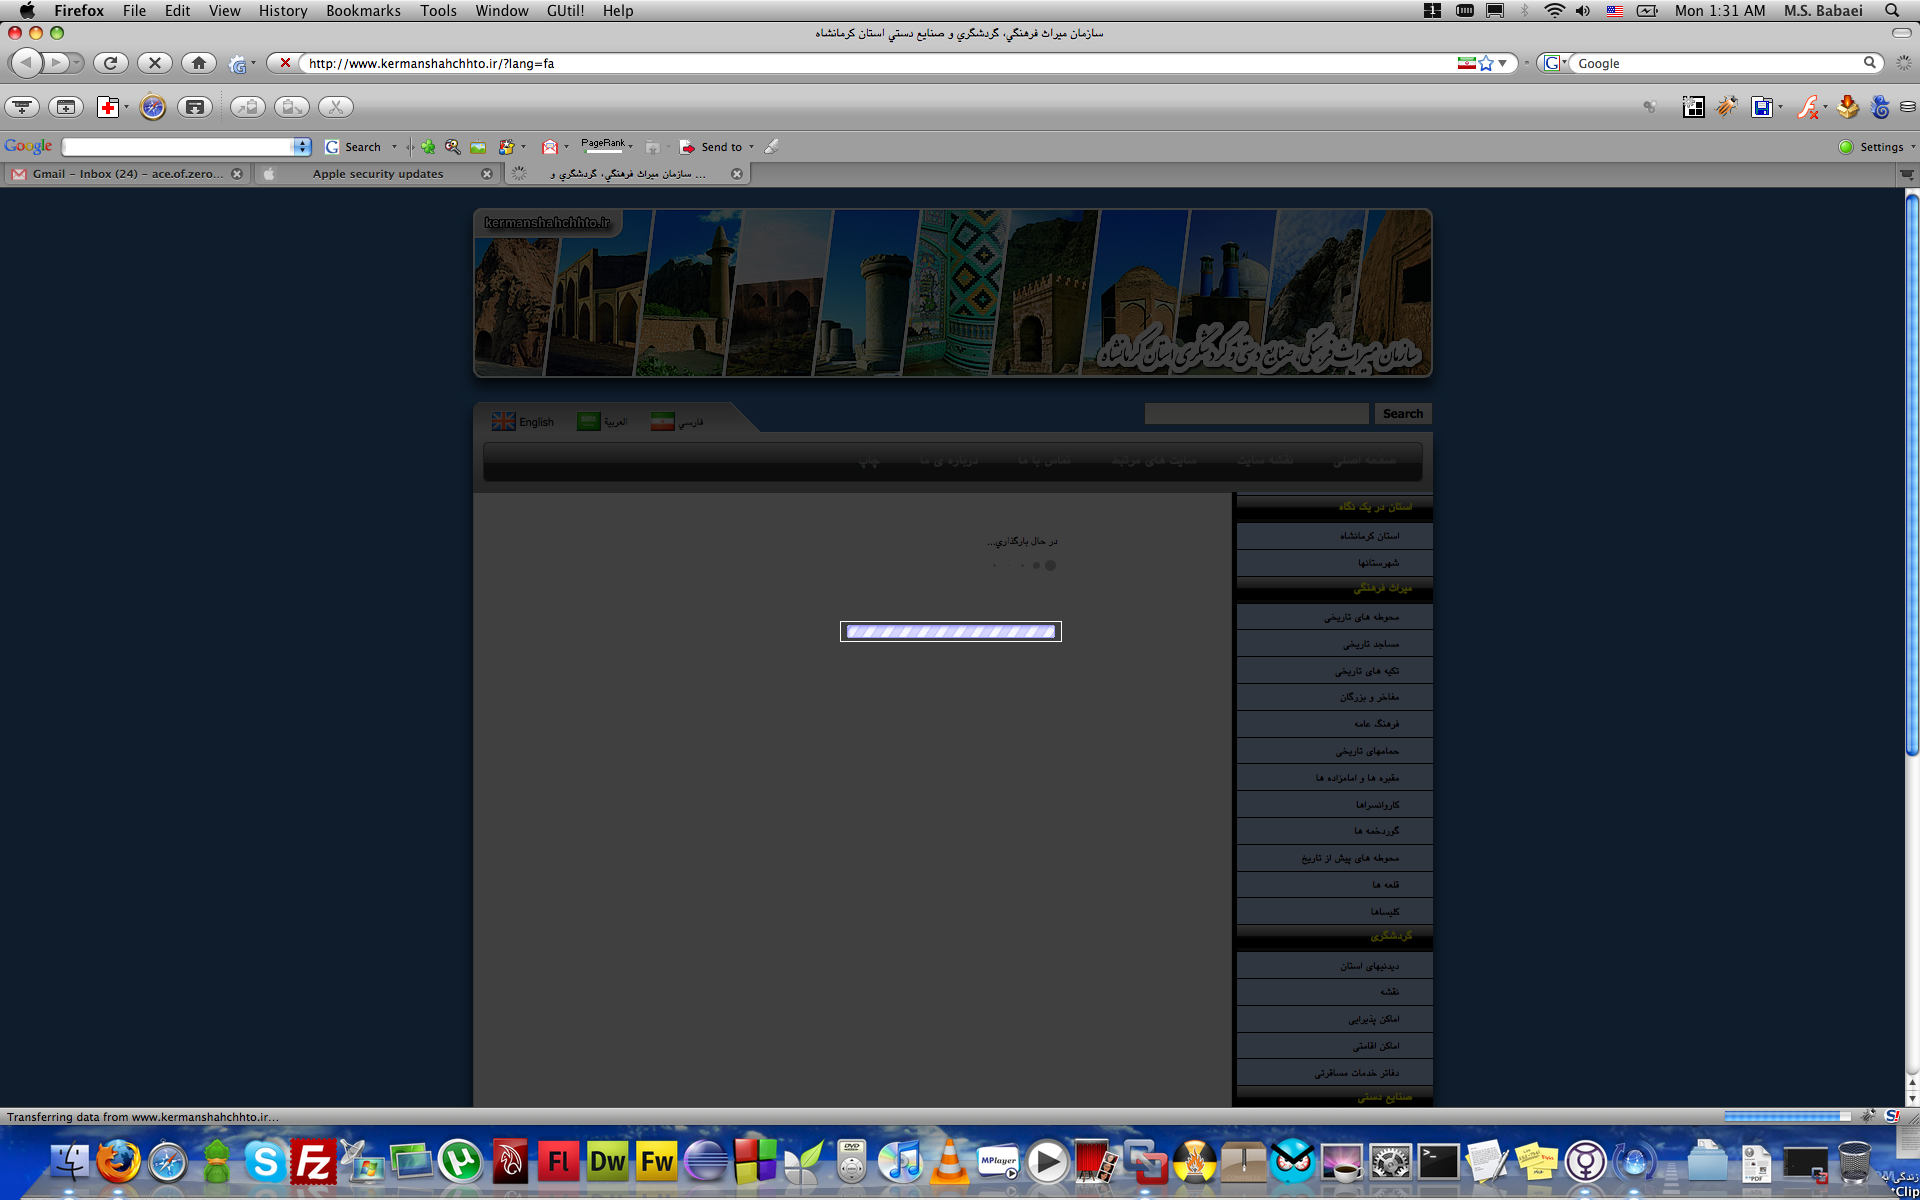 Firefox File Edit View History Bookmarks Tools Window GUtil! Help
Mon 1:31 AM M.S. Babaei
سازمان ميراث فرهنگي، گردشگري و صنايع دستي استان كرمانشاه
http://www.kermanshahchhto.ir/?lang=fa
Google
Google Search PageRank Send to Settings
Gmail – Inbox (24) – ace.of.zero...
Apple security updates
سازمان ميراث فرهنگي، گردشگري و ...
kermanshahchhto.ir
سازمان میراث فرهنگی صنایع دستی و گردشگری استان کرمانشاه
English العربية فارسي
Search
صفحه اصلی نقشه سایت سایت های مرتبط تماس با ما درباره ی ما چاپ
استان در یک نگاه
استان کرمانشاه
شهرستانها
میراث فرهنگي
محوطه های تاریخی
مساجد تاریخی
تکیه های تاریخی
مفاخر و بزرگان
فرهنگ عامه
حمامهای تاریخی
مقبره ها و امامزاده ها
کاروانسراها
گوردخمه ها
محوطه های پیش از تاریخ
قلعه ها
کلیساها
گردشگری
دیدنیهای استان
نقشه
اماکن پذیرایی
اماکن اقامتی
دفاتر خدمات مسافرتی
صنایع دستی
در حال بارگذاري...
Transferring data from www.kermanshahchhto.ir...
Fz
Fl
Dw
Fw
DVD
MPlayer
PDF
*Clip